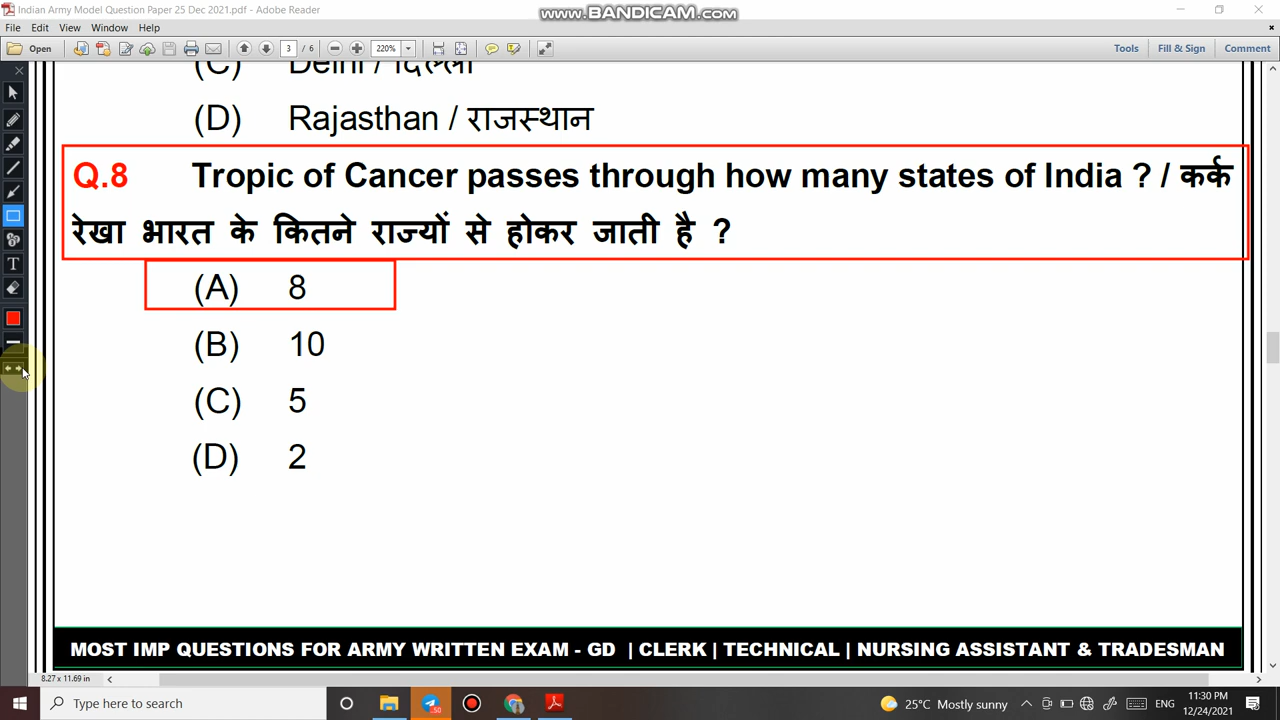 Indian Army Model Question Paper 25 Dec 2021.pdf - Adobe Reader
www.BANDICAM.com
File Edit View Window Help
Open 3 / 6 220% Tools Fill & Sign Comment
(C) Delhi / दिल्ली
(D) Rajasthan / राजस्थान
Q.8 Tropic of Cancer passes through how many states of India ? / कर्क
रेखा भारत के कितने राज्यों से होकर जाती है ?
(A) 8
(B) 10
(C) 5
(D) 2
MOST IMP QUESTIONS FOR ARMY WRITTEN EXAM - GD | CLERK | TECHNICAL | NURSING ASSISTANT & TRADESMAN
8.27 x 11.69 in
Type here to search
50
25°C Mostly sunny
ENG
11:30 PM
12/24/2021